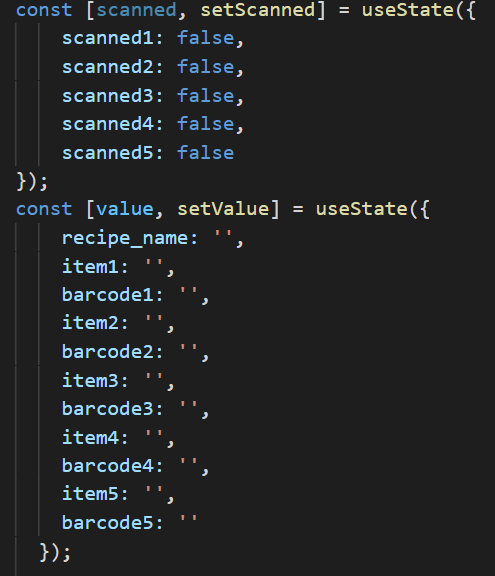 const [scanned, setScanned] = useState({
scanned1: false,
scanned2: false,
scanned3: false,
scanned4: false,
scanned5: false
});
const [value, setValue] = useState({
recipe_name: '',
item1: '',
barcode1: '',
item2: '',
barcode2: '',
item3: '',
barcode3: '',
item4: '',
barcode4: '',
item5: '',
barcode5: ''
});